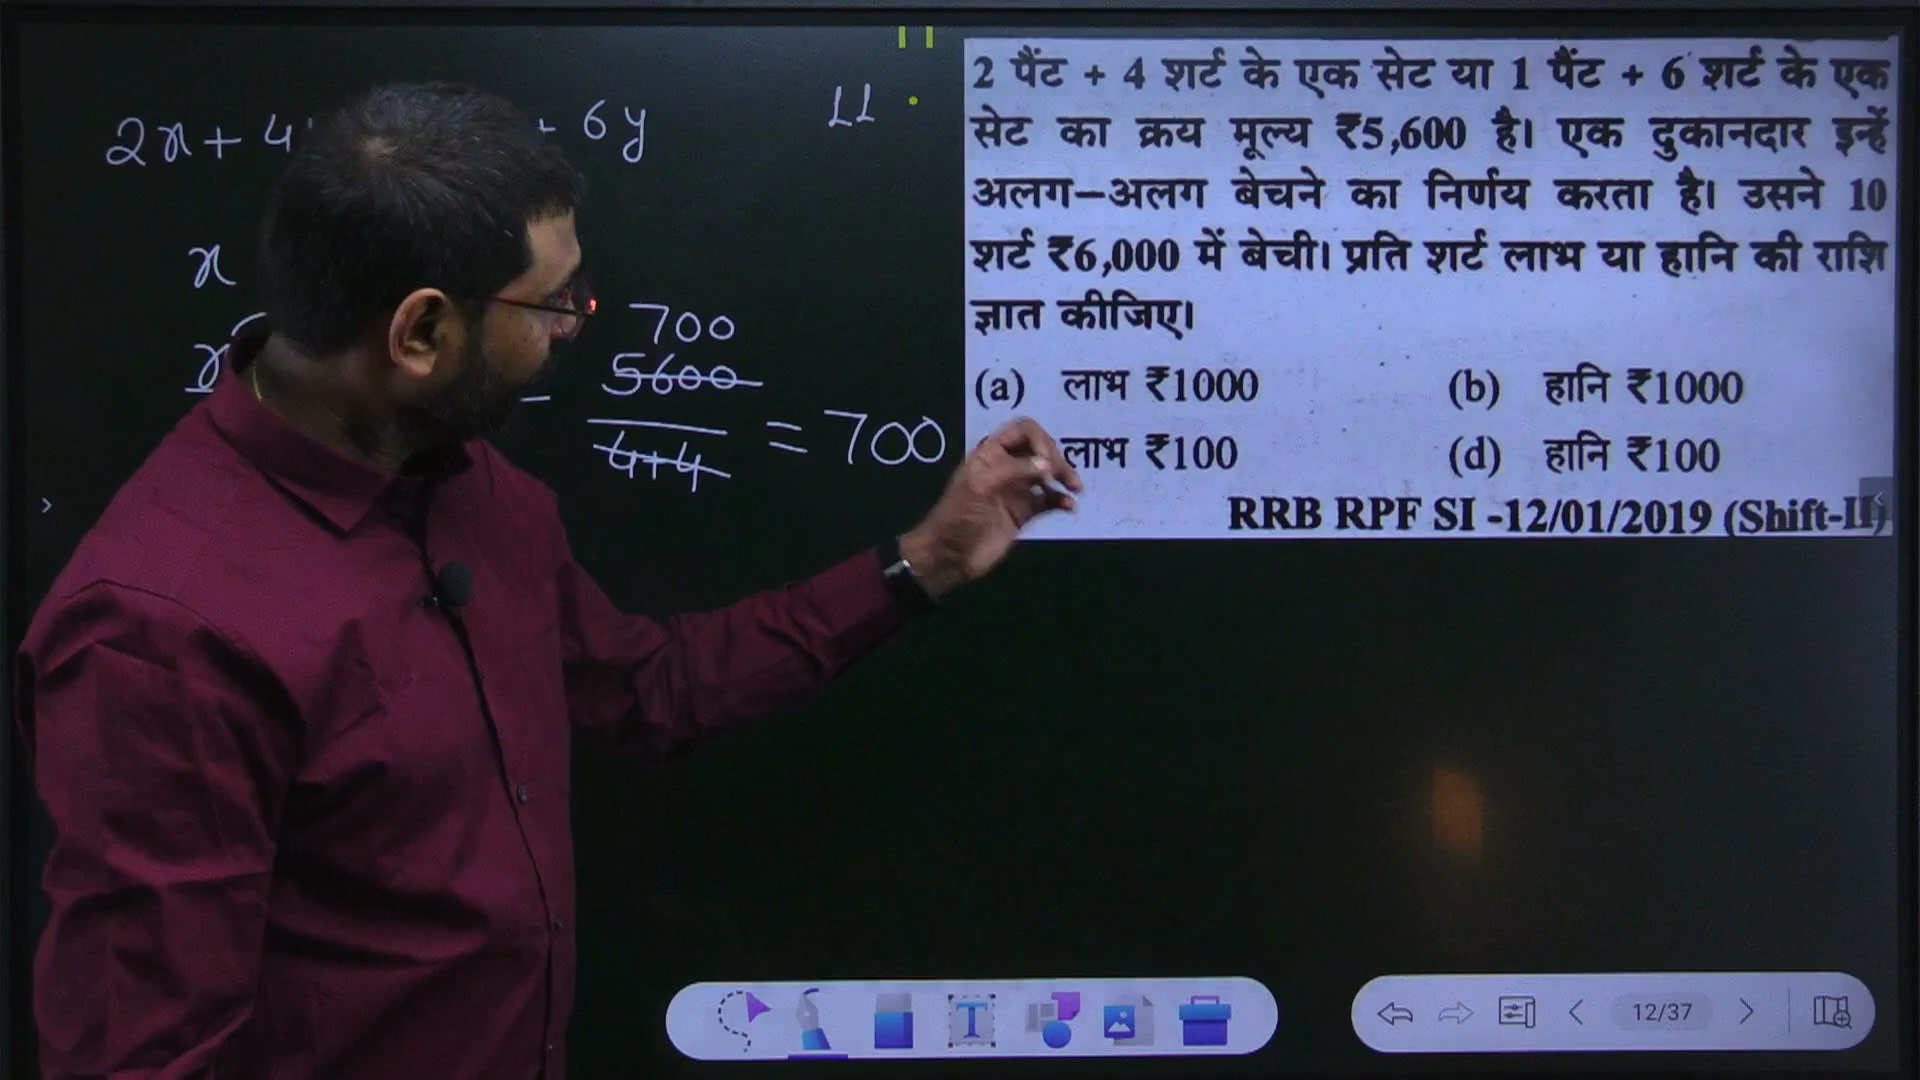 2x + 4
+ 6y
LL
x
x
700
5600
4+4
= 700
2 पैंट + 4 शर्ट के एक सेट या 1 पैंट + 6 शर्ट के एक
सेट का क्रय मूल्य ₹5,600 है। एक दुकानदार इन्हें
अलग–अलग बेचने का निर्णय करता है। उसने 10
शर्ट ₹6,000 में बेची। प्रति शर्ट लाभ या हानि की राशि
ज्ञात कीजिए।
(a) लाभ ₹1000 (b) हानि ₹1000
लाभ ₹100 (d) हानि ₹100
RRB RPF SI -12/01/2019 (Shift-II)
T
12/37